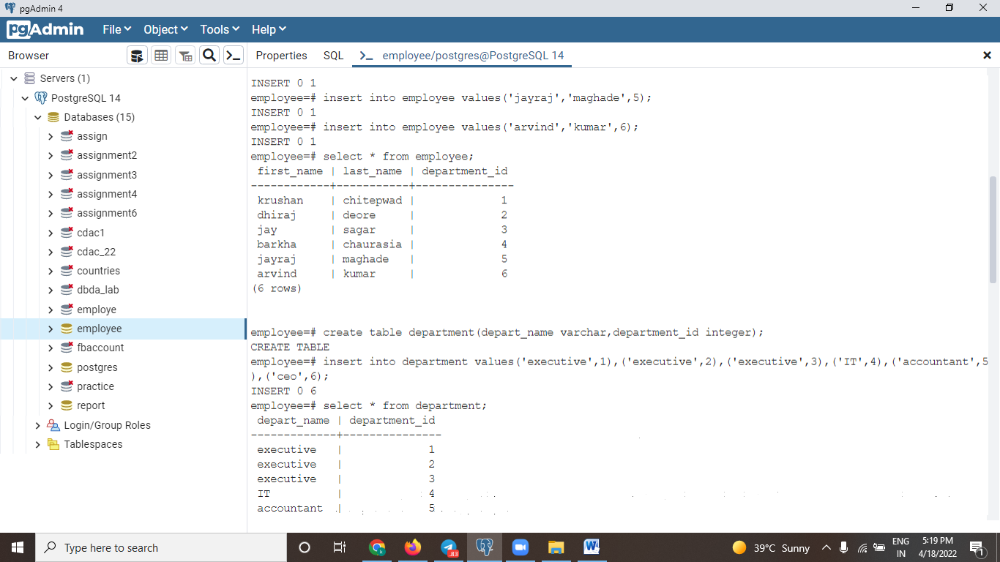 pgAdmin 4
pgAdmin File Object Tools Help
Browser
Properties SQL employee/postgres@PostgreSQL 14
Servers (1)
PostgreSQL 14
Databases (15)
assign
assignment2
assignment3
assignment4
assignment6
cdac1
cdac_22
countries
dbda_lab
employe
employee
fbaccount
postgres
practice
report
Login/Group Roles
Tablespaces
INSERT 0 1
employee=# insert into employee values('jayraj','maghade',5);
INSERT 0 1
employee=# insert into employee values('arvind','kumar',6);
INSERT 0 1
employee=# select * from employee;
first_name | last_name | department_id
------------+-----------+---------------
krushan | chitepwad | 1
dhiraj | deore | 2
jay | sagar | 3
barkha | chaurasia | 4
jayraj | maghade | 5
arvind | kumar | 6
(6 rows)
employee=# create table department(depart_name varchar,department_id integer);
CREATE TABLE
employee=# insert into department values('executive',1),('executive',2),('executive',3),('IT',4),('accountant',5
),('ceo',6);
INSERT 0 6
employee=# select * from department;
depart_name | department_id
-------------+---------------
executive | 1
executive | 2
executive | 3
IT | 4
accountant | 5
Type here to search
.83
39°C Sunny
ENG
IN
5:19 PM
4/18/2022
1